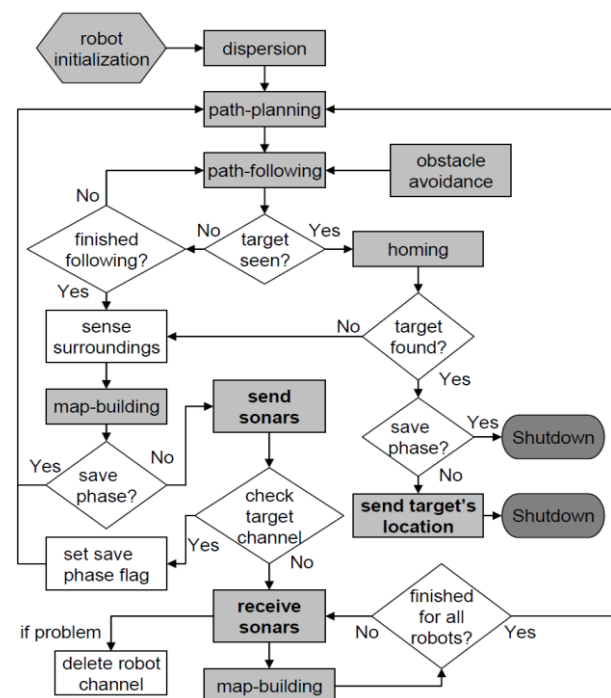 robot
initialization
dispersion
path-planning
path-following
obstacle
avoidance
No
No
Yes
finished
following?
target
seen?
homing
Yes
sense
surroundings
No
target
found?
Yes
map-building
send
sonars
save
phase?
Yes
Shutdown
Yes
No
save
phase?
No
check
target
channel
send target's
location
Shutdown
set save
phase flag
Yes
No
finished
for all
robots?
if problem
receive
sonars
No
Yes
delete robot
channel
map-building